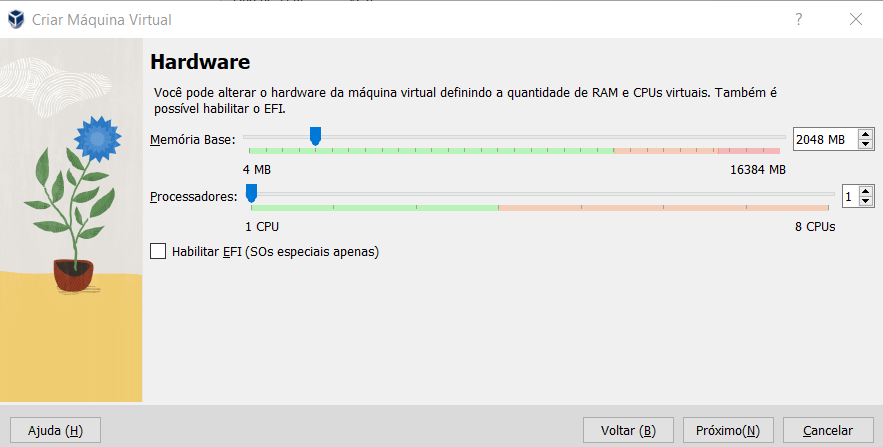 Criar Máquina Virtual
?
Hardware
Você pode alterar o hardware da máquina virtual definindo a quantidade de RAM e CPUs virtuais. Também é
possível habilitar o EFI.
Memória Base:
2048 MB
4 MB
16384 MB
Processadores:
1
1 CPU
8 CPUs
Habilitar EFI (SOs especiais apenas)
Ajuda (H)
Voltar (B)
Próximo(N)
Cancelar